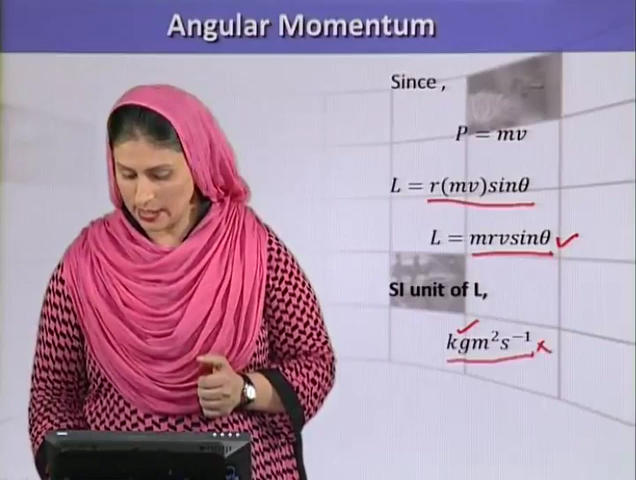 Angular Momentum
Since ,
P = mv
L = r(mv)sinθ
L = mrvsinθ
SI unit of L,
kgm²s⁻¹